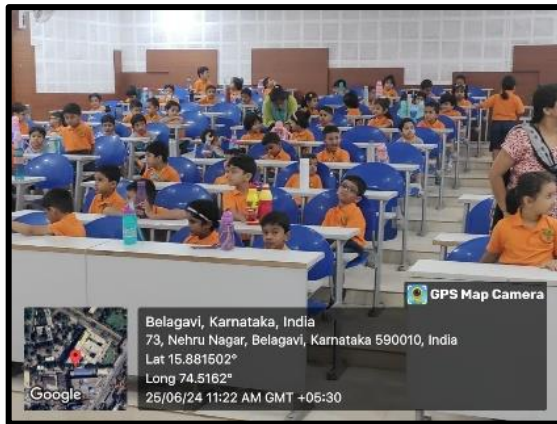 GPS Map Camera
Belagavi, Karnataka, India
73, Nehru Nagar, Belagavi, Karnataka 590010, India
Lat 15.881502°
Long 74.5162°
25/06/24 11:22 AM GMT +05:30
Google